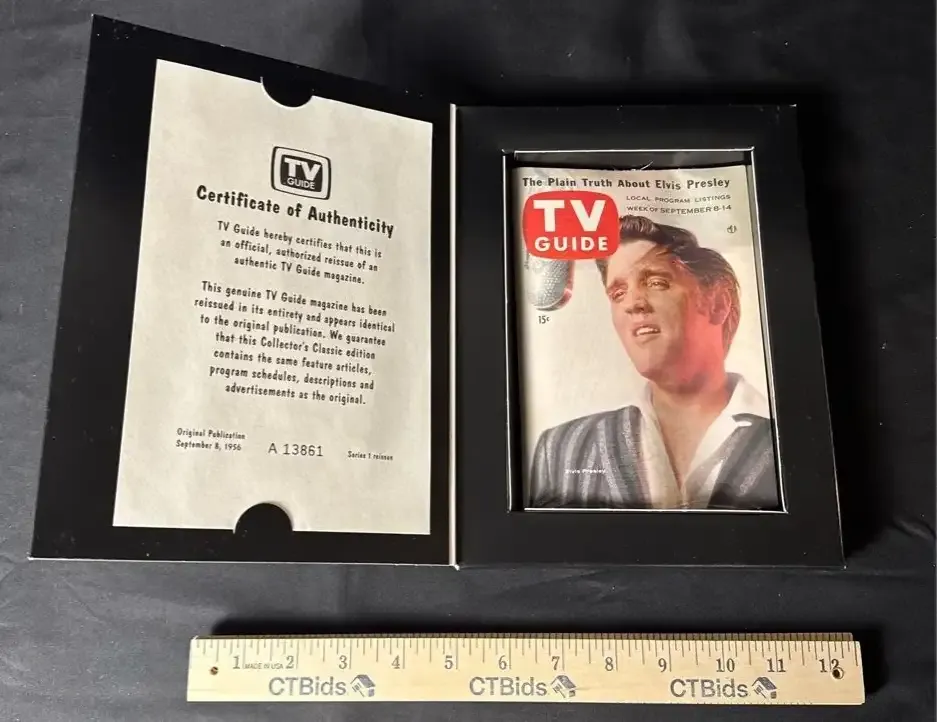 TV
GUIDE
Certificate of Authenticity
TV Guide hereby certifies that this is
an official, authorized reissue of an
authentic TV Guide magazine.
This genuine TV Guide magazine has been
reissued in its entirety and appears identical
to the original publication. We guarantee
that this Collector's Classic edition
contains the same feature articles,
program schedules, descriptions and
advertisements as the original.
Original Publication
September 8, 1956
A 13861
Series 1 reissue
The Plain Truth About Elvis Presley
LOCAL PROGRAM LISTINGS
WEEK OF SEPTEMBER 8-14
TV
GUIDE
15¢
Elvis Presley
1 MADE IN USA 2 3 4 5 6 7 8 9 10 11 12
CTBids CTBids CTBids